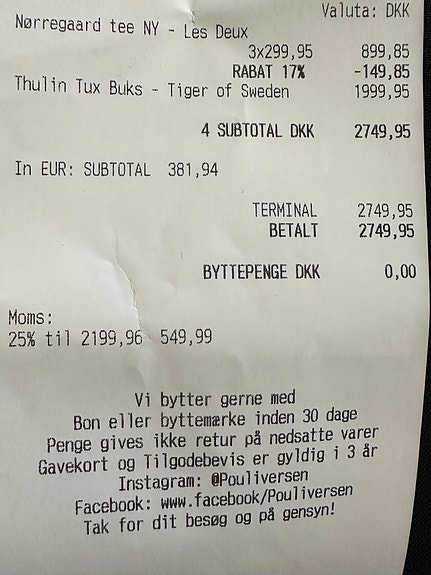 Valuta: DKK
Nørregaard tee NY - Les Deux
3x299,95 899,85
RABAT 17% -149,85
Thulin Tux Buks - Tiger of Sweden 1999,95
4 SUBTOTAL DKK 2749,95
In EUR: SUBTOTAL 381,94
TERMINAL 2749,95
BETALT 2749,95
BYTTEPENGE DKK 0,00
Moms:
25% til 2199,96 549,99
Vi bytter gerne med
Bon eller byttemærke inden 30 dage
Penge gives ikke retur på nedsatte varer
Gavekort og Tilgodebevis er gyldig i 3 år
Instagram: @Pouliversen
Facebook: www.facebook/Pouliversen
Tak for dit besøg og på gensyn!